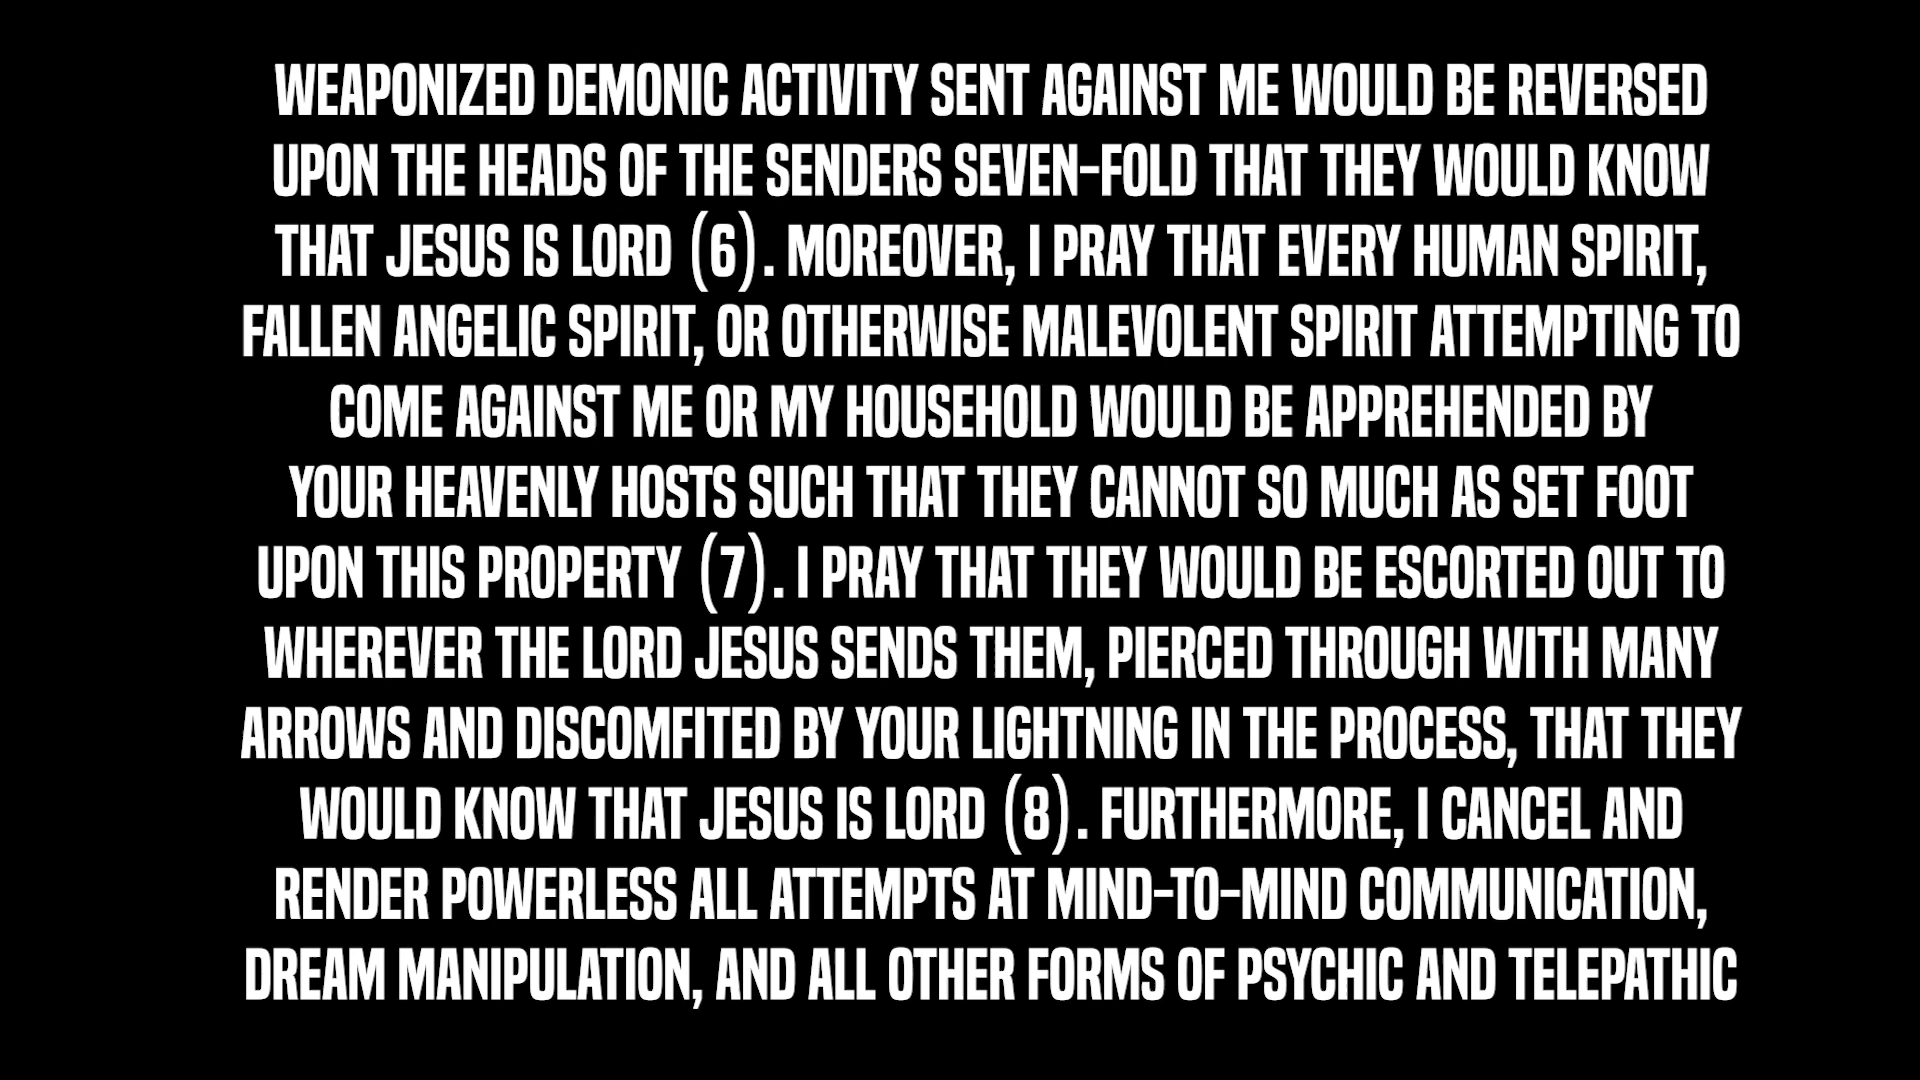 WEAPONIZED DEMONIC ACTIVITY SENT AGAINST ME WOULD BE REVERSED
UPON THE HEADS OF THE SENDERS SEVEN-FOLD THAT THEY WOULD KNOW
THAT JESUS IS LORD (6). MOREOVER, I PRAY THAT EVERY HUMAN SPIRIT,
FALLEN ANGELIC SPIRIT, OR OTHERWISE MALEVOLENT SPIRIT ATTEMPTING TO
COME AGAINST ME OR MY HOUSEHOLD WOULD BE APPREHENDED BY
YOUR HEAVENLY HOSTS SUCH THAT THEY CANNOT SO MUCH AS SET FOOT
UPON THIS PROPERTY (7). I PRAY THAT THEY WOULD BE ESCORTED OUT TO
WHEREVER THE LORD JESUS SENDS THEM, PIERCED THROUGH WITH MANY
ARROWS AND DISCOMFITED BY YOUR LIGHTNING IN THE PROCESS, THAT THEY
WOULD KNOW THAT JESUS IS LORD (8). FURTHERMORE, I CANCEL AND
RENDER POWERLESS ALL ATTEMPTS AT MIND-TO-MIND COMMUNICATION,
DREAM MANIPULATION, AND ALL OTHER FORMS OF PSYCHIC AND TELEPATHIC